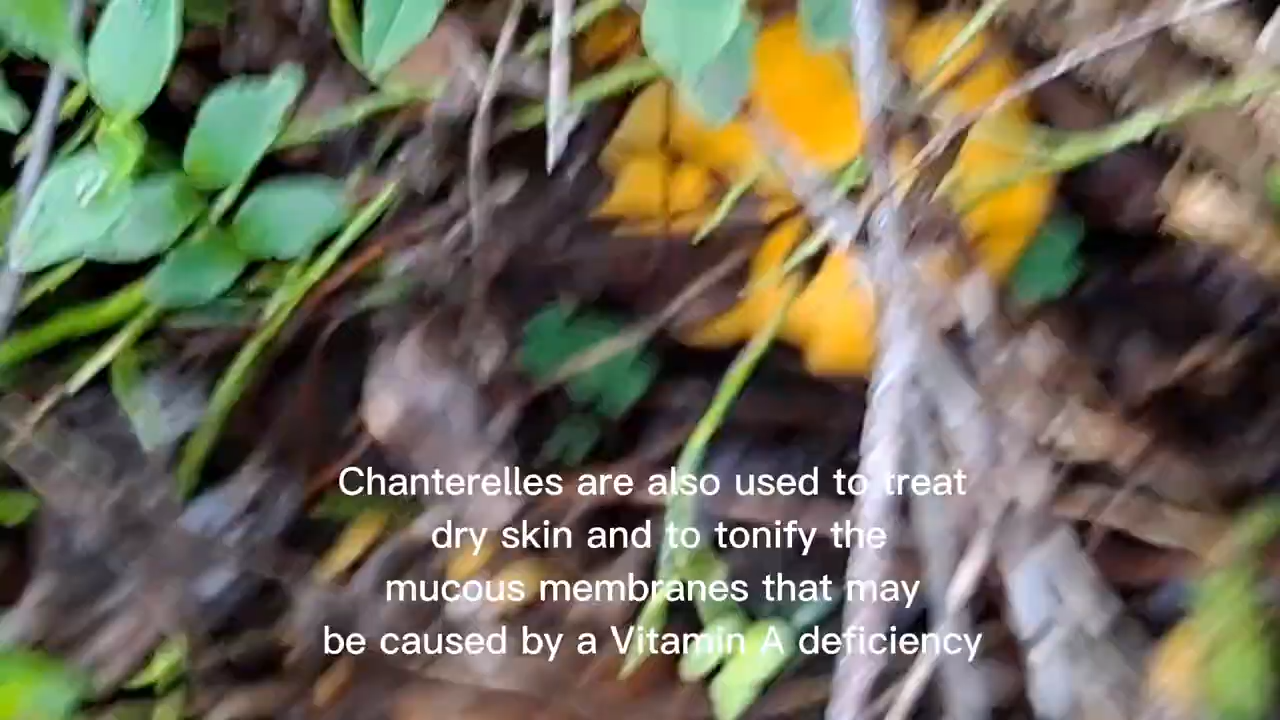 Chanterelles are also used to treat
dry skin and to tonify the
mucous membranes that may
be caused by a Vitamin A deficiency